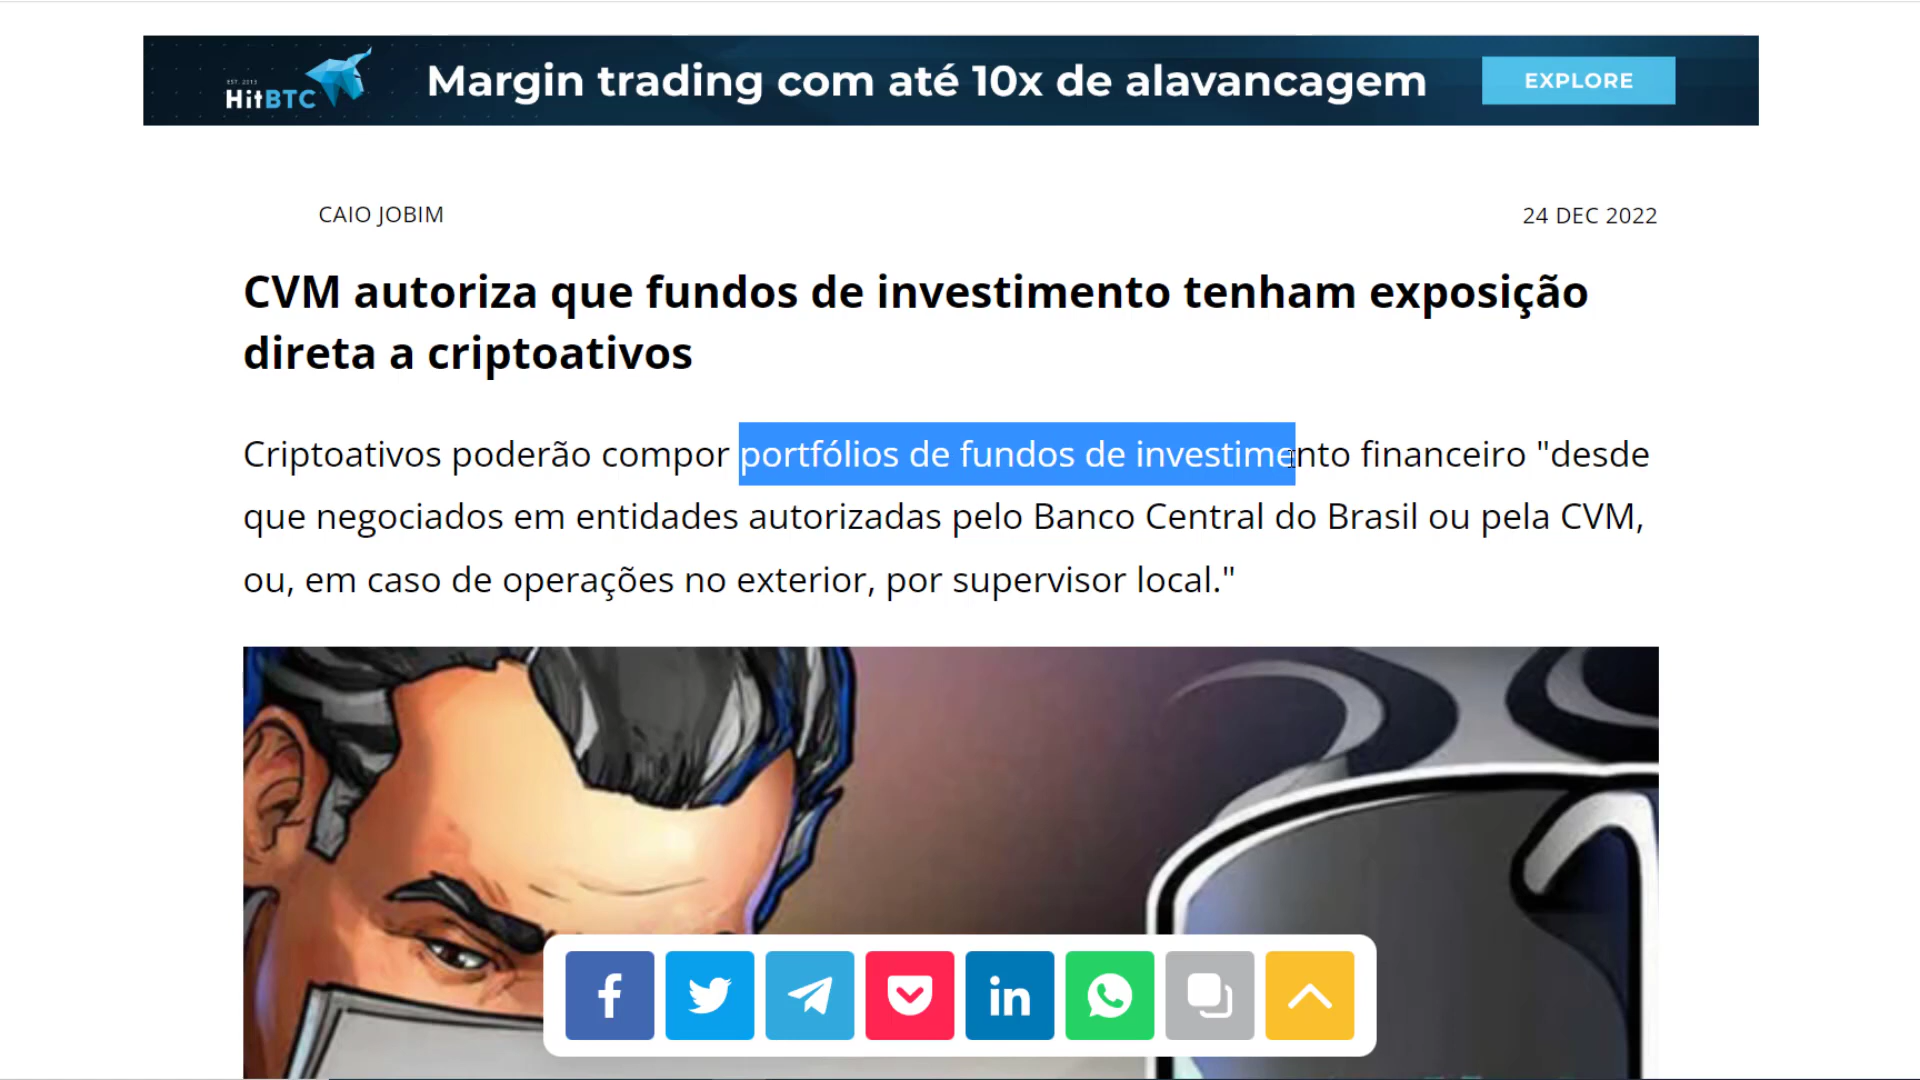 EST. 2013
HitBTC
Margin trading com até 10x de alavancagem
EXPLORE
CAIO JOBIM
24 DEC 2022
CVM autoriza que fundos de investimento tenham exposição
direta a criptoativos
Criptoativos poderão compor portfólios de fundos de investimento financeiro "desde
que negociados em entidades autorizadas pelo Banco Central do Brasil ou pela CVM,
ou, em caso de operações no exterior, por supervisor local."